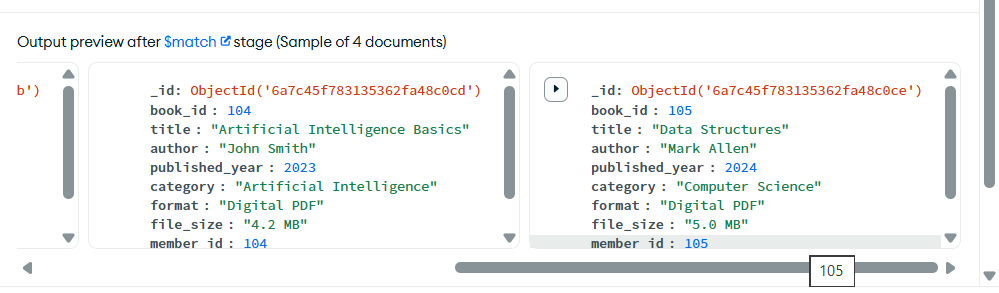 Output preview after $match stage (Sample of 4 documents)
b')
_id: ObjectId('6a7c45f783135362fa48c0cd')
book_id : 104
title : "Artificial Intelligence Basics"
author : "John Smith"
published_year : 2023
category : "Artificial Intelligence"
format : "Digital PDF"
file_size : "4.2 MB"
member_id : 104
_id: ObjectId('6a7c45f783135362fa48c0ce')
book_id : 105
title : "Data Structures"
author : "Mark Allen"
published_year : 2024
category : "Computer Science"
format : "Digital PDF"
file_size : "5.0 MB"
member_id : 105
105